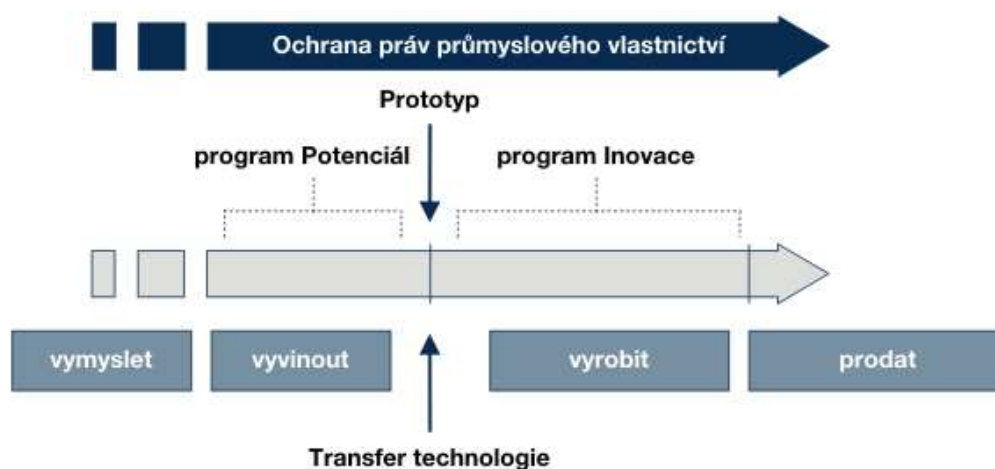 Ochrana práv průmyslového vlastnictví
Prototyp
program Potenciál
program Inovace
vymyslet
vyvinout
vyrobit
prodat
Transfer technologie